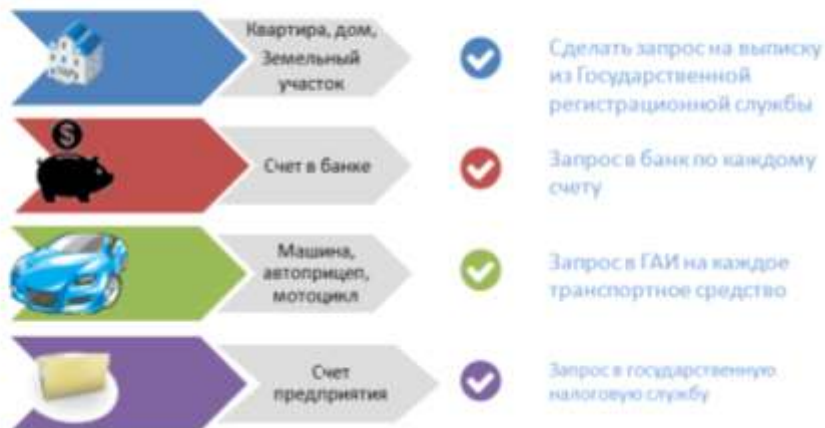 Квартира, дом,
Земельный
участок
Сделать запрос на выписку
из Государственной
регистрационной службы
$
Счет в банке
Запрос в банк по каждому
счету
Машина,
автоприцеп,
мотоцикл
Запрос в ГАИ на каждое
транспортное средство
Счет
предприятия
Запрос в государственную
налоговую службу